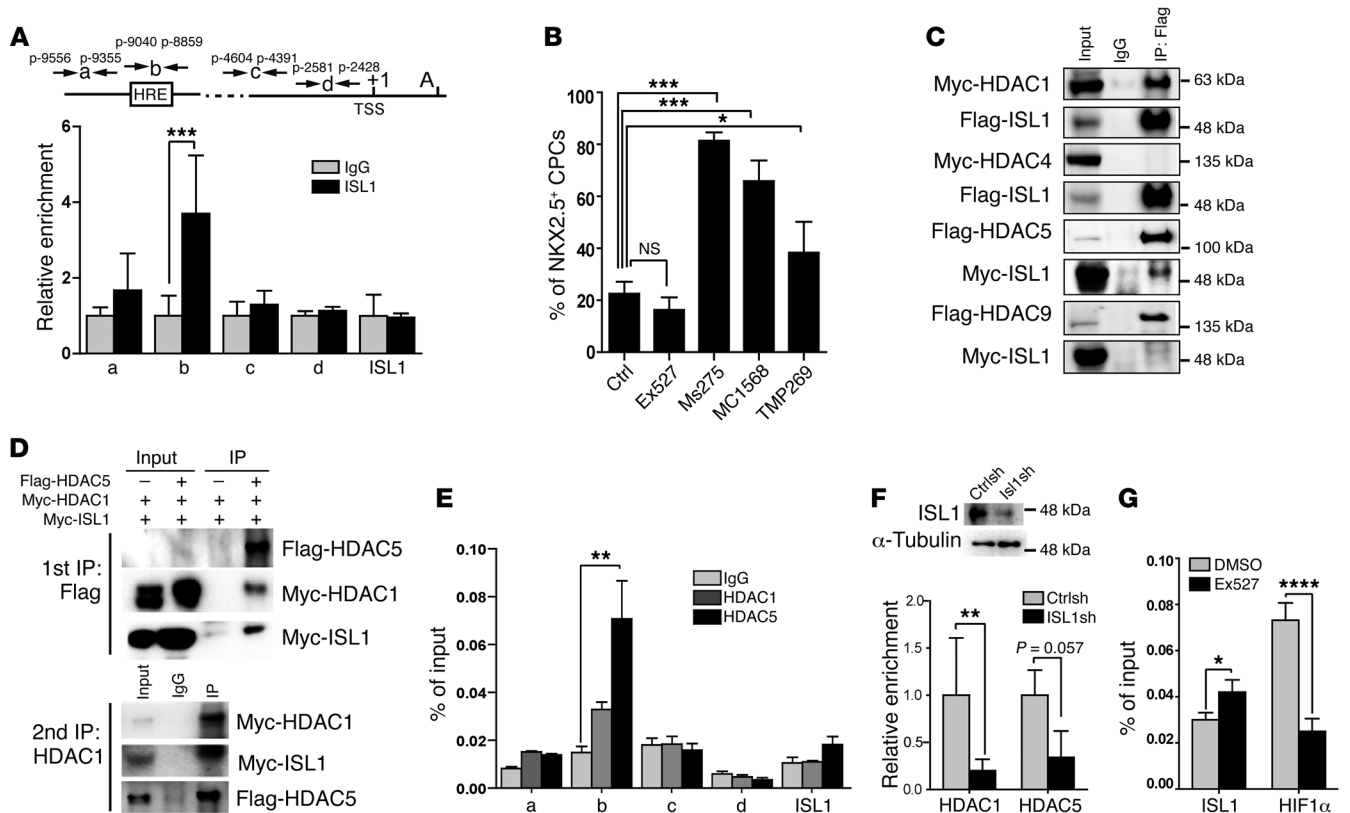 A
p-9556 p-9355
p-9040 p-8859
p-4604 p-4391
p-2581 p-2428
a
b
c
d
+1
A
HRE
TSS
Relative enrichment
6
4
2
0
***
IgG
ISL1
a b c d ISL1
B
% of NKX2.5+ CPCs
100
80
60
40
20
0
***
***
*
NS
Ctrl
Ex527
Ms275
MC1568
TMP269
C
Input
IgG
IP: Flag
Myc-HDAC1 63 kDa
Flag-ISL1 48 kDa
Myc-HDAC4 135 kDa
Flag-ISL1 48 kDa
Flag-HDAC5 100 kDa
Myc-ISL1 48 kDa
Flag-HDAC9 135 kDa
Myc-ISL1 48 kDa
D
Input IP
Flag-HDAC5 – + – +
Myc-HDAC1 + + + +
Myc-ISL1 + + + +
1st IP:
Flag
Flag-HDAC5
Myc-HDAC1
Myc-ISL1
Input
IgG
IP
2nd IP:
HDAC1
Myc-HDAC1
Myc-ISL1
Flag-HDAC5
E
% of input
0.10
0.08
0.06
0.04
0.02
0.00
**
IgG
HDAC1
HDAC5
a b c d ISL1
F
Ctrlsh
Isl1sh
ISL1 48 kDa
α-Tubulin 48 kDa
Relative enrichment
2.0
1.5
1.0
0.5
0.0
Ctrlsh
ISL1sh
**
P = 0.057
HDAC1 HDAC5
G
% of input
0.10
0.08
0.06
0.04
0.02
0.00
DMSO
Ex527
****
*
ISL1 HIF1α